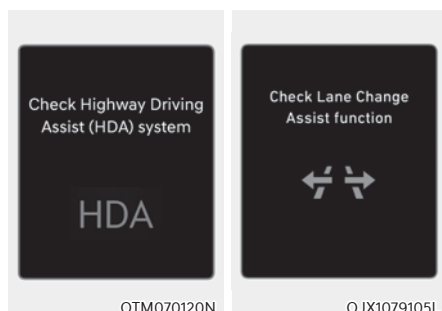 Check Highway Driving
Assist (HDA) system
HDA
OTM070120N
Check Lane Change
Assist function
OJX1079105L